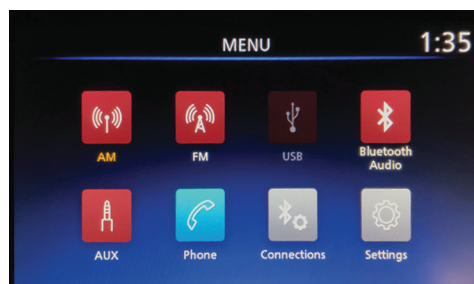 MENU 1:35
AM FM USB Bluetooth
Audio
AUX Phone Connections Settings